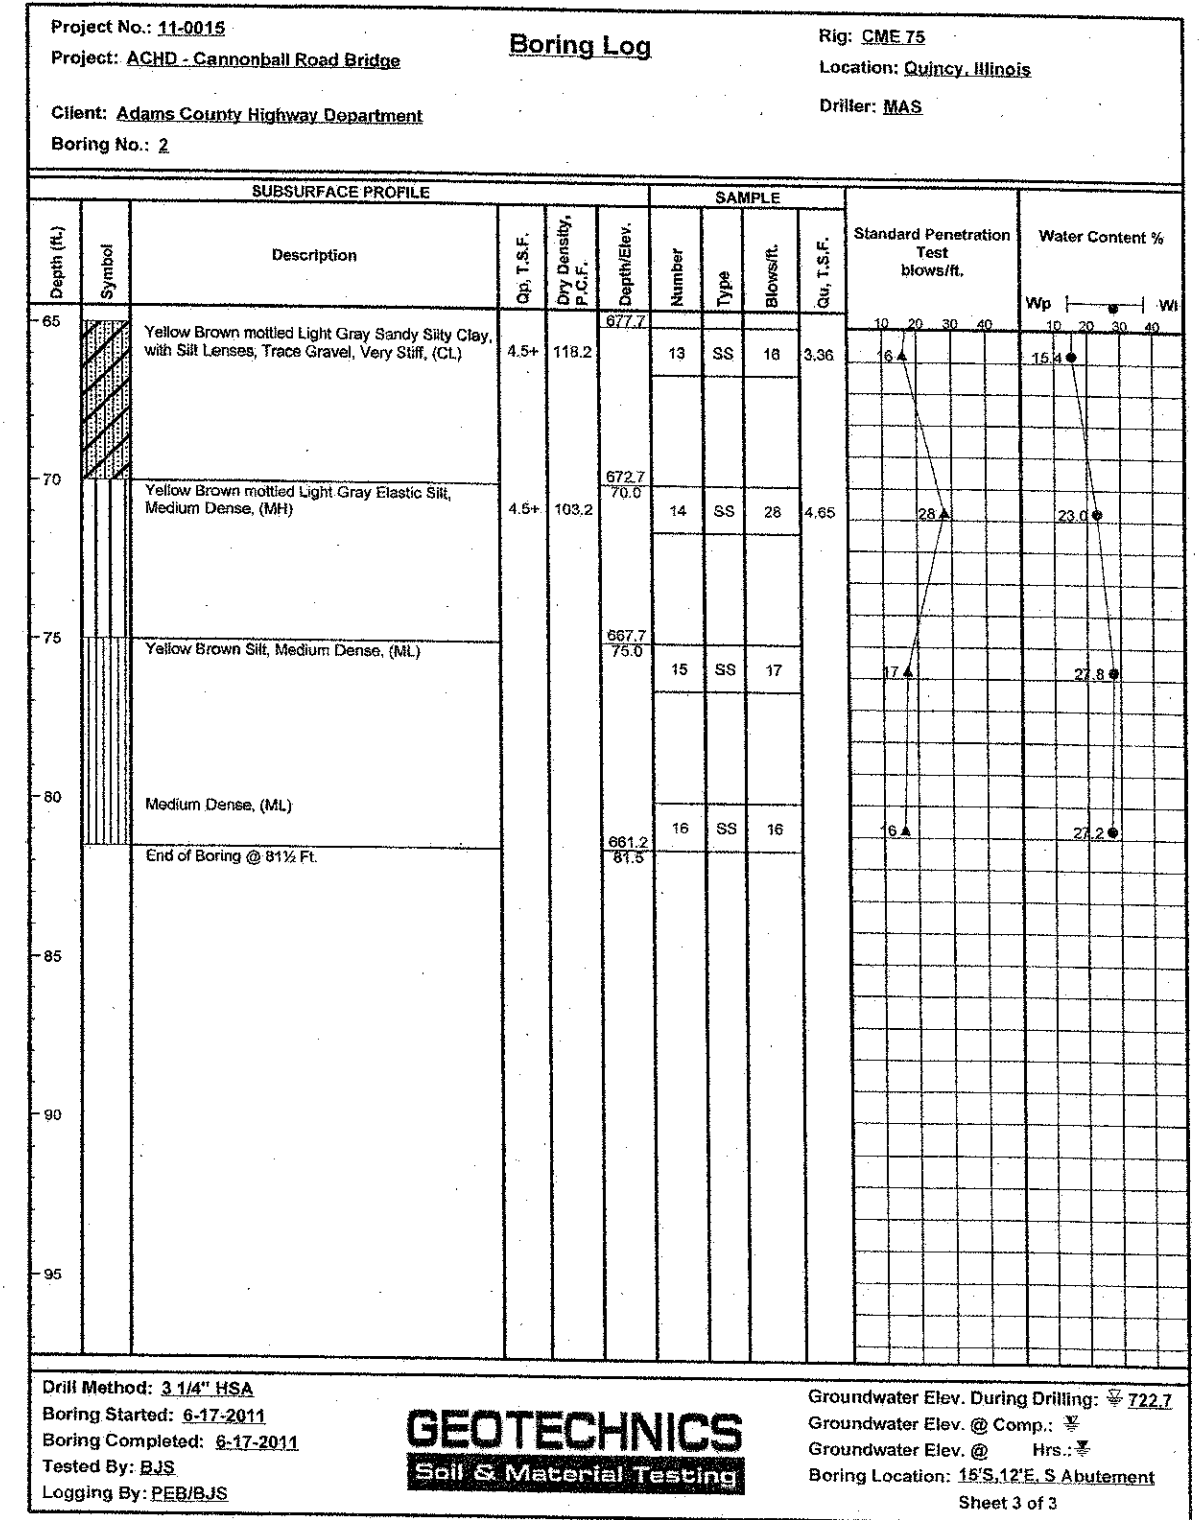 Project No.: 11-0015
Project: ACHD - Cannonball Road Bridge
Client: Adams County Highway Department
Boring No.: 2
Boring Log
Rig: CME 75
Location: Quincy, Illinois
Driller: MAS
SUBSURFACE PROFILE
SAMPLE
Depth (ft.)
Symbol
Description
Qp, T.S.F.
Dry Density, P.C.F.
Depth/Elev.
Number
Type
Blows/ft.
Qu, T.S.F.
Standard Penetration
Test
blows/ft.
Water Content %
Wp Wl
10 20 30 40
10 20 30 40
65
677.7
Yellow Brown mottled Light Gray Sandy Silty Clay,
with Silt Lenses, Trace Gravel, Very Stiff, (CL)
4.5+ 118.2 13 SS 16 3.36 16 15.4
70
672.7
70.0
Yellow Brown mottled Light Gray Elastic Silt,
Medium Dense, (MH)
4.5+ 103.2 14 SS 28 4.65 28 23.0
75
667.7
75.0
Yellow Brown Silt, Medium Dense, (ML)
15 SS 17 17 27.8
80
Medium Dense, (ML)
16 SS 16 16 27.2
661.2
81.5
End of Boring @ 81½ Ft.
85
90
95
Drill Method: 3 1/4" HSA
Boring Started: 6-17-2011
Boring Completed: 6-17-2011
Tested By: BJS
Logging By: PEB/BJS
GEOTECHNICS
Soil & Material Testing
Groundwater Elev. During Drilling: 722.7
Groundwater Elev. @ Comp.:
Groundwater Elev. @ Hrs.:
Boring Location: 15'S,12'E, S Abutement
Sheet 3 of 3